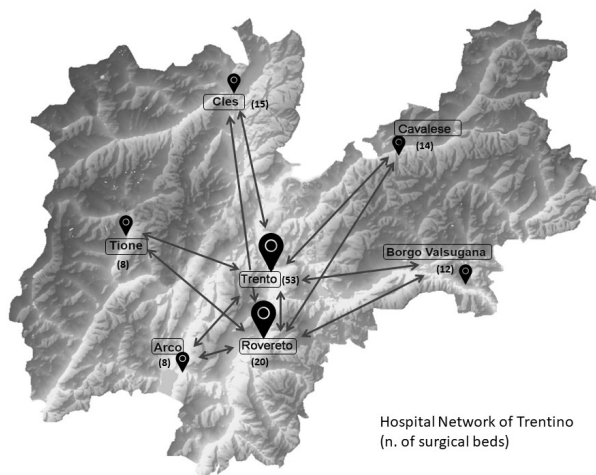 Cles
(15)
Cavalese
(14)
Tione
(8)
Borgo Valsugana
(12)
Trento
(53)
Arco
(8)
Rovereto
(20)
Hospital Network of Trentino
(n. of surgical beds)